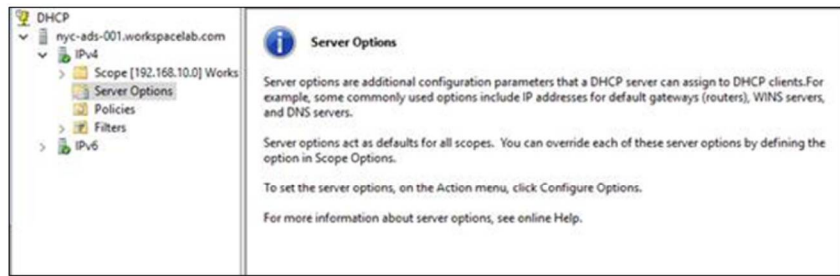 DHCP
nyc-ads-001.workspacelab.com
IPv4
Scope [192.168.10.0] Works
Server Options
Policies
Filters
IPv6
Server Options
Server options are additional configuration parameters that a DHCP server can assign to DHCP clients.For
example, some commonly used options include IP addresses for default gateways (routers), WINS servers,
and DNS servers.
Server options act as defaults for all scopes.  You can override each of these server options by defining the
option in Scope Options.
To set the server options, on the Action menu, click Configure Options.
For more information about server options, see online Help.